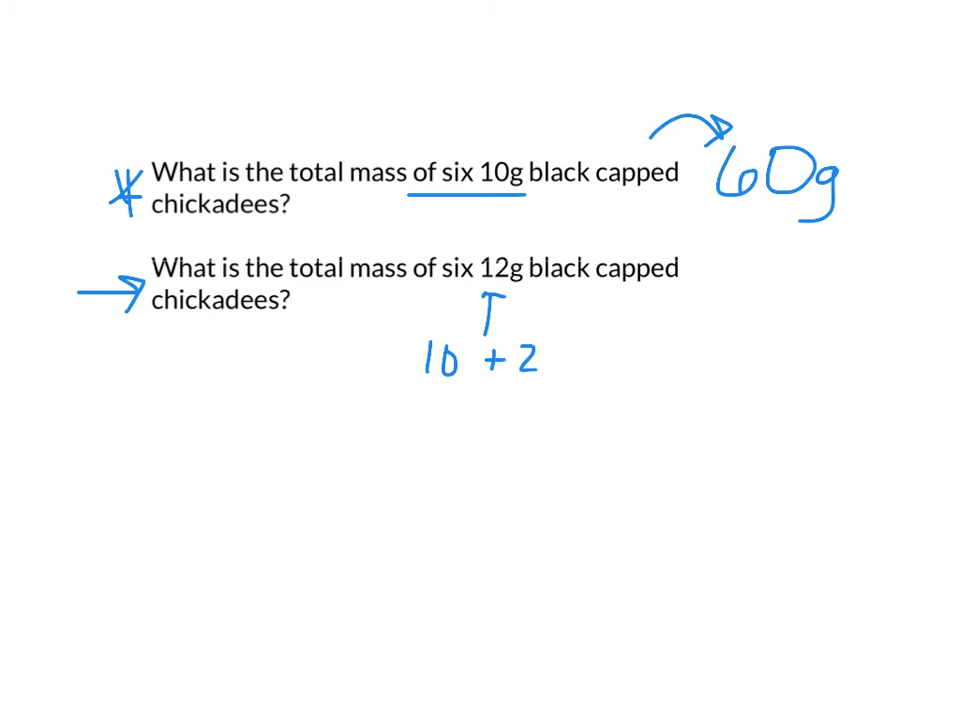 What is the total mass of six 10g black capped
chickadees?
60g
What is the total mass of six 12g black capped
chickadees?
10 + 2